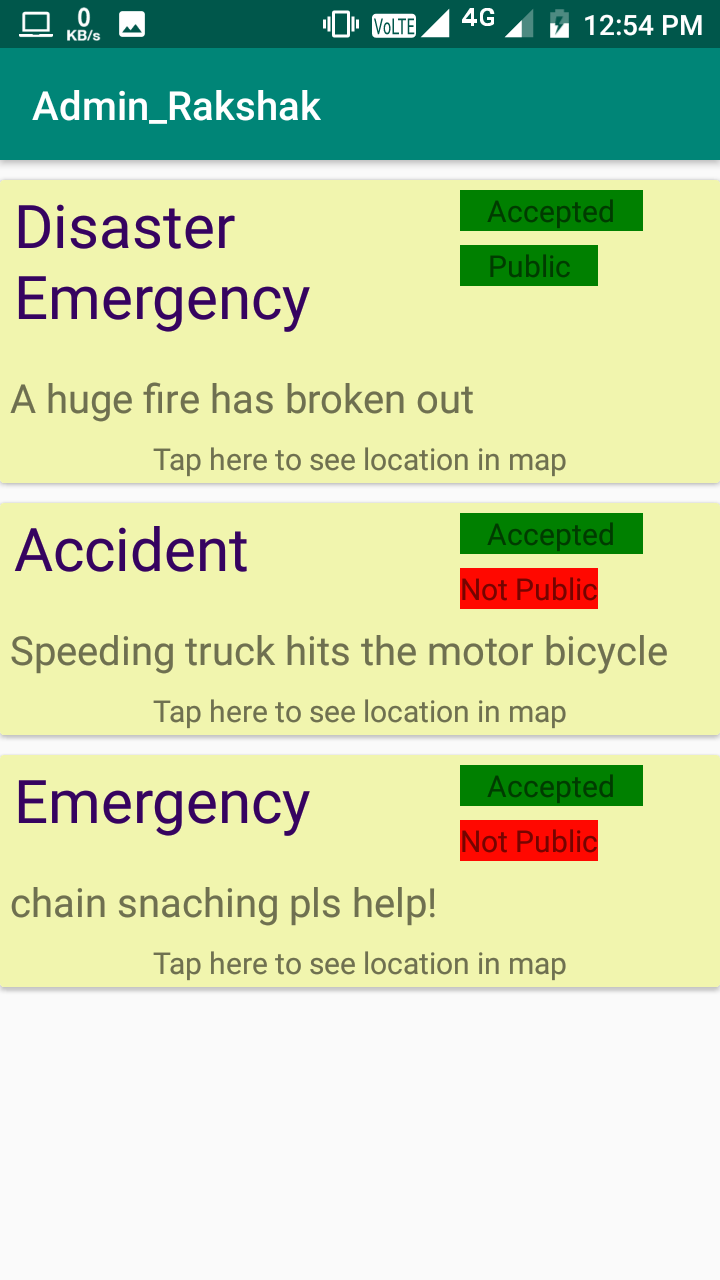 0
KB/s
VoLTE
4G
12:54 PM
Admin_Rakshak
Disaster
Emergency
Accepted
Public
A huge fire has broken out
Tap here to see location in map
Accident
Accepted
Not Public
Speeding truck hits the motor bicycle
Tap here to see location in map
Emergency
Accepted
Not Public
chain snaching pls help!
Tap here to see location in map